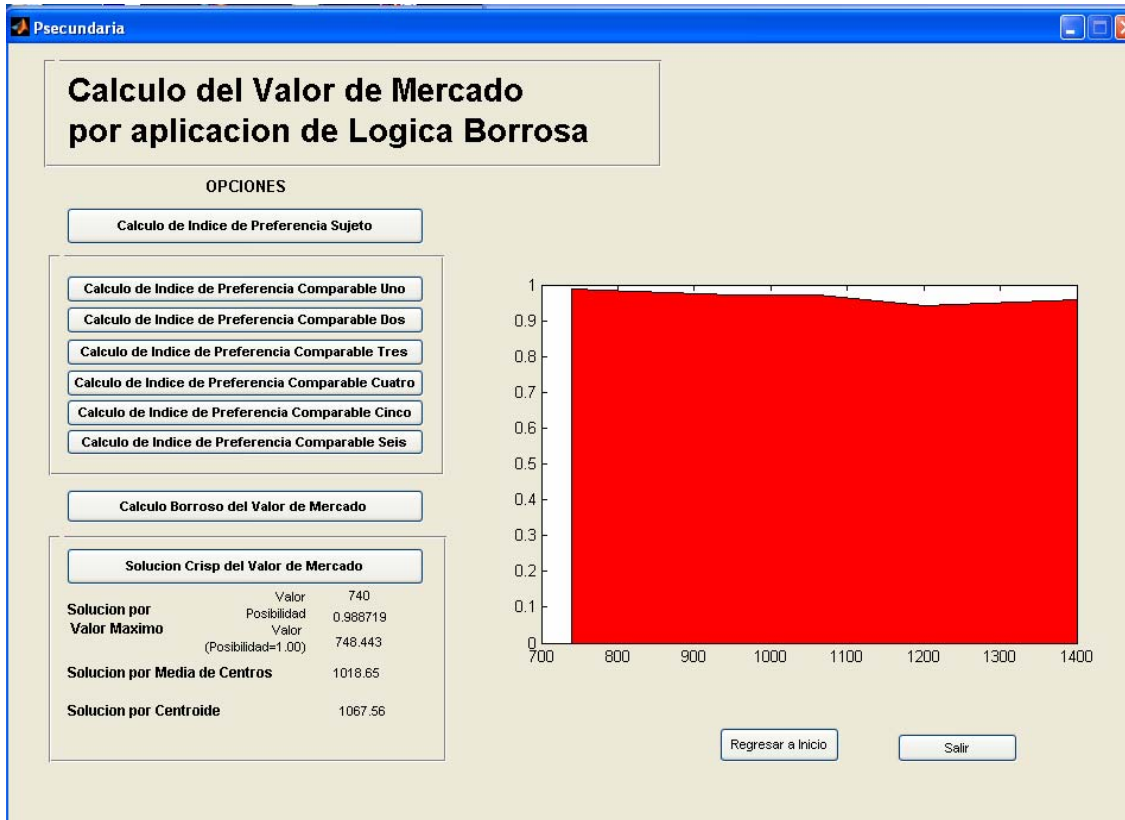 Psecundaria
Calculo del Valor de Mercado
por aplicacion de Logica Borrosa
OPCIONES
Calculo de Indice de Preferencia Sujeto
Calculo de Indice de Preferencia Comparable Uno
Calculo de Indice de Preferencia Comparable Dos
Calculo de Indice de Preferencia Comparable Tres
Calculo de Indice de Preferencia Comparable Cuatro
Calculo de Indice de Preferencia Comparable Cinco
Calculo de Indice de Preferencia Comparable Seis
Calculo Borroso del Valor de Mercado
Solucion Crisp del Valor de Mercado
Solucion por
Valor Maximo
Valor 740
Posibilidad 0.988719
Valor
(Posibilidad=1.00) 748.443
Solucion por Media de Centros 1018.65
Solucion por Centroide 1067.56
1
0.9
0.8
0.7
0.6
0.5
0.4
0.3
0.2
0.1
0
700 800 900 1000 1100 1200 1300 1400
Regresar a Inicio
Salir